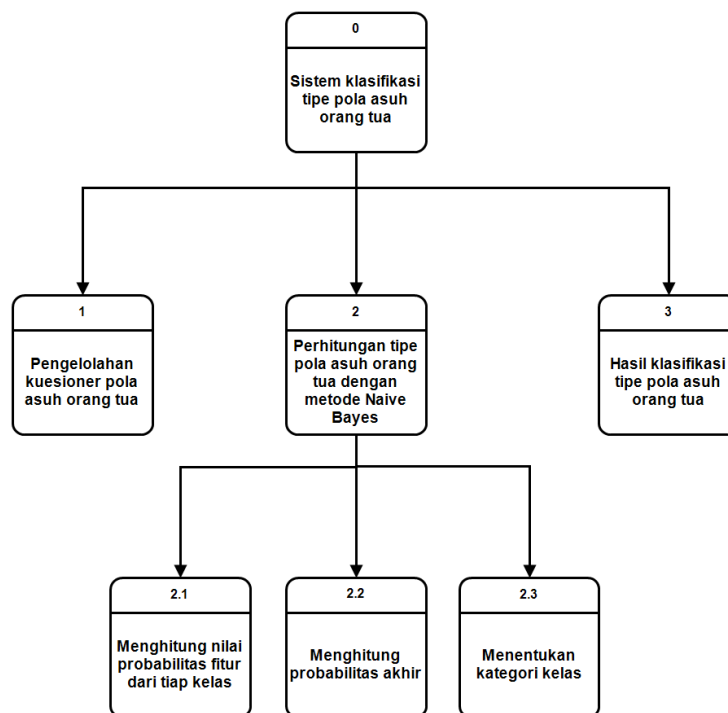 0
Sistem klasifikasi
tipe pola asuh
orang tua
1
Pengelolahan
kuesioner pola
asuh orang tua
2
Perhitungan tipe
pola asuh orang
tua dengan
metode Naive
Bayes
3
Hasil klasifikasi
tipe pola asuh
orang tua
2.1
Menghitung nilai
probabilitas fitur
dari tiap kelas
2.2
Menghitung
probabilitas akhir
2.3
Menentukan
kategori kelas